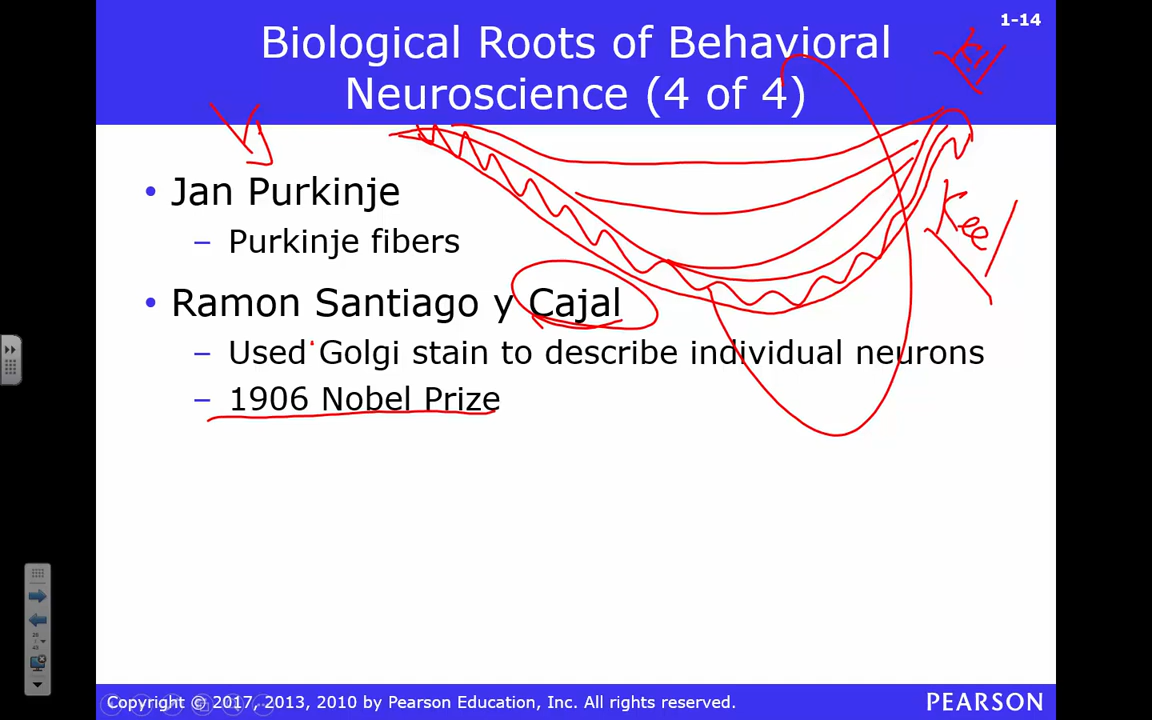 1-14
Biological Roots of Behavioral
Neuroscience (4 of 4)
• Jan Purkinje
– Purkinje fibers
• Ramon Santiago y Cajal
– Used Golgi stain to describe individual neurons
– 1906 Nobel Prize
Copyright © 2017, 2013, 2010 by Pearson Education, Inc. All rights reserved.
PEARSON